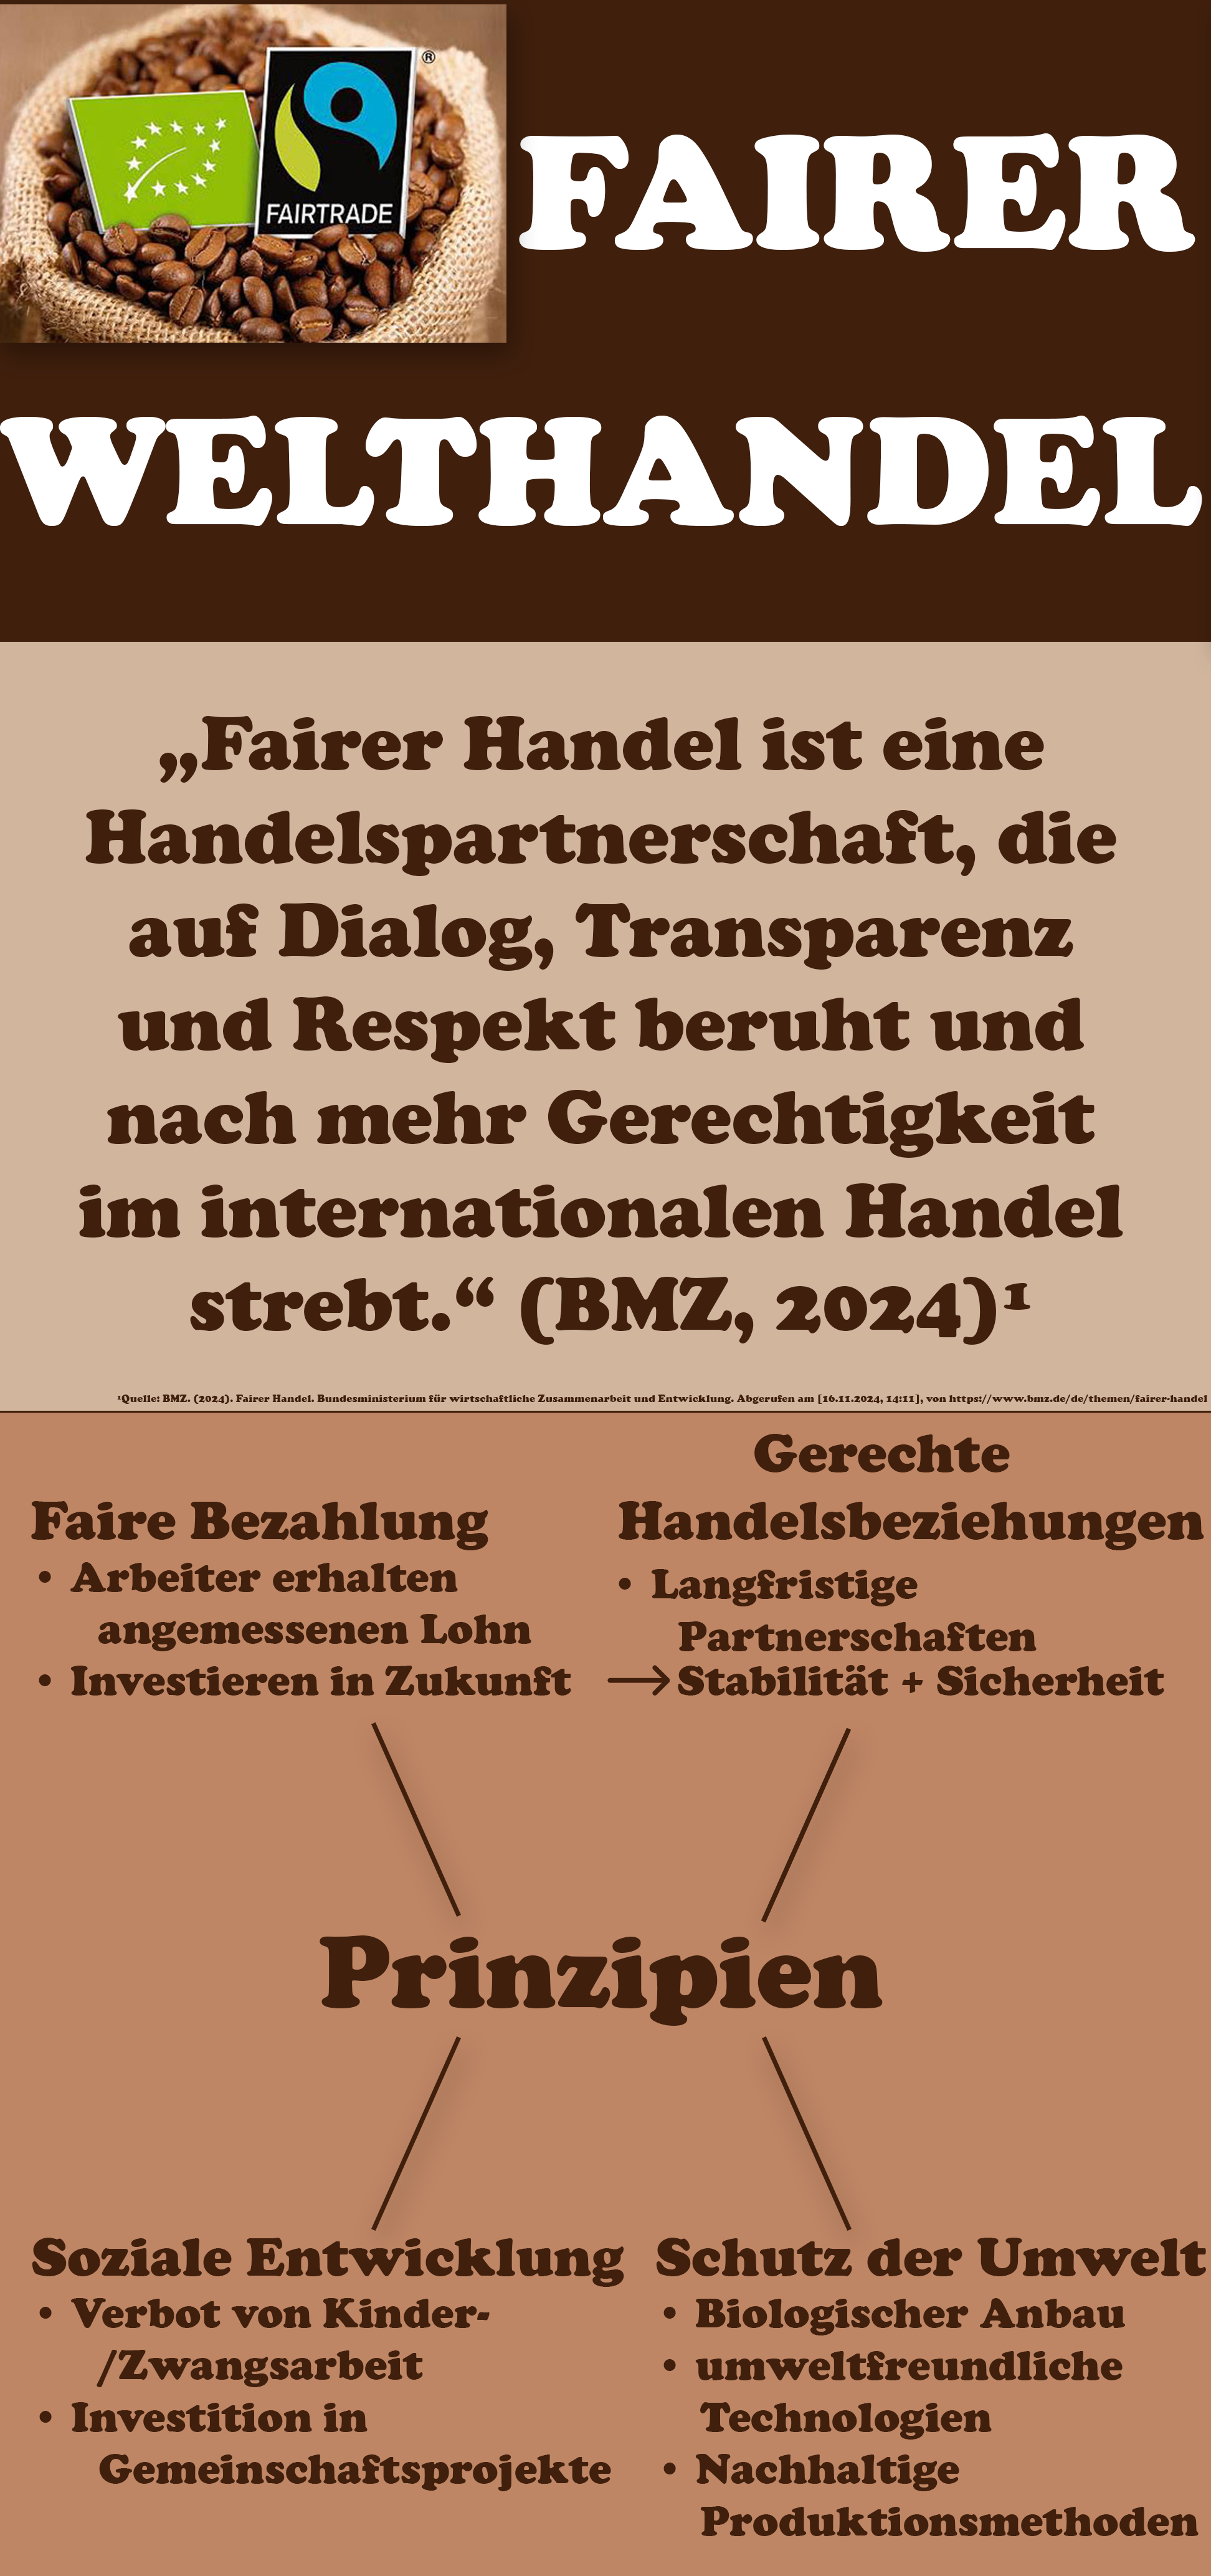 ®
FAIRTRADE
FAIRER
WELTHANDEL
„Fairer Handel ist eine
Handelspartnerschaft, die
auf Dialog, Transparenz
und Respekt beruht und
nach mehr Gerechtigkeit
im internationalen Handel
strebt.“ (BMZ, 2024)¹
¹Quelle: BMZ. (2024). Fairer Handel. Bundesministerium für wirtschaftliche Zusammenarbeit und Entwicklung. Abgerufen am [16.11.2024, 14:11], von https://www.bmz.de/de/themen/fairer-handel
Faire Bezahlung
• Arbeiter erhalten
angemessenen Lohn
• Investieren in Zukunft
Gerechte
Handelsbeziehungen
• Langfristige
Partnerschaften
→Stabilität + Sicherheit
Prinzipien
Soziale Entwicklung
• Verbot von Kinder-
/Zwangsarbeit
• Investition in
Gemeinschaftsprojekte
Schutz der Umwelt
• Biologischer Anbau
• umweltfreundliche
Technologien
• Nachhaltige
Produktionsmethoden